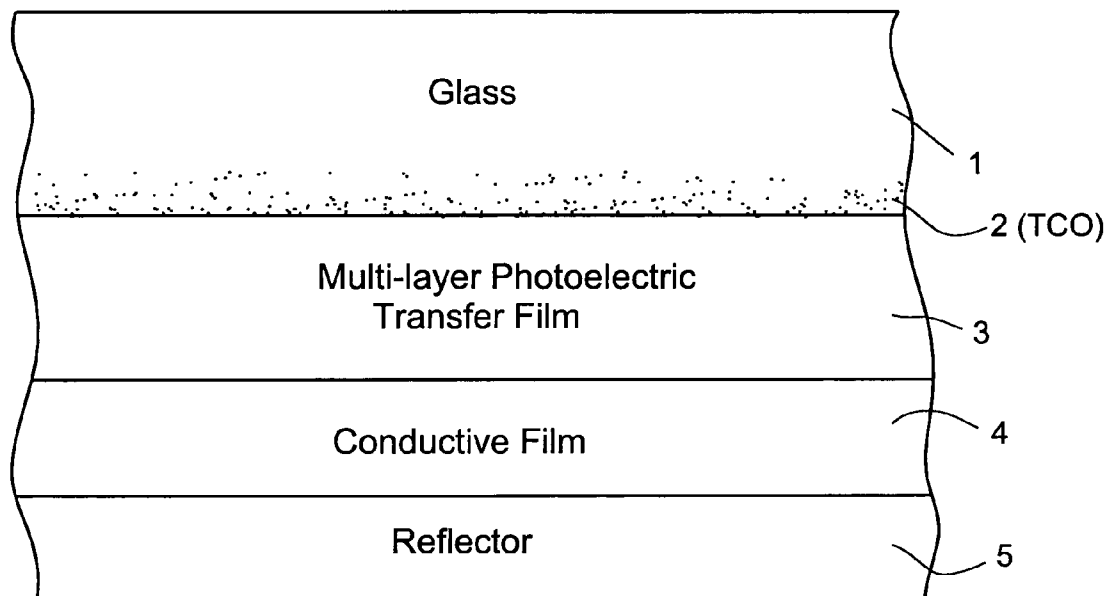 Glass
1
2 (TCO)
Multi-layer Photoelectric
Transfer Film
3
Conductive Film
4
Reflector
5